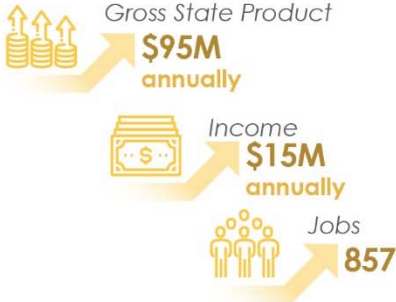 Gross State Product
$95M
annually
Income
$15M
annually
Jobs
857